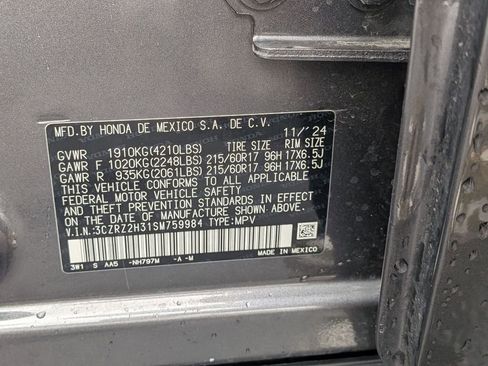 MFD.BY HONDA DE MEXICO S.A. DE C.V. 11/'24
GVWR 1910KG(4210LBS) TIRE SIZE RIM SIZE
GAWR F 1020KG(2248LBS) 215/60R17 96H 17X6.5J
GAWR R 935KG(2061LBS) 215/60R17 96H 17X6.5J
THIS VEHICLE CONFORMS TO ALL APPLICABLE
FEDERAL MOTOR VEHICLE SAFETY
AND THEFT PREVENTION STANDARDS IN EFFECT
ON THE DATE OF MANUFACTURE SHOWN ABOVE.
V.I.N.:3CZRZ2H31SM759984 TYPE:MPV
3W1 S AA5 -NH797M -A -M MADE IN MEXICO